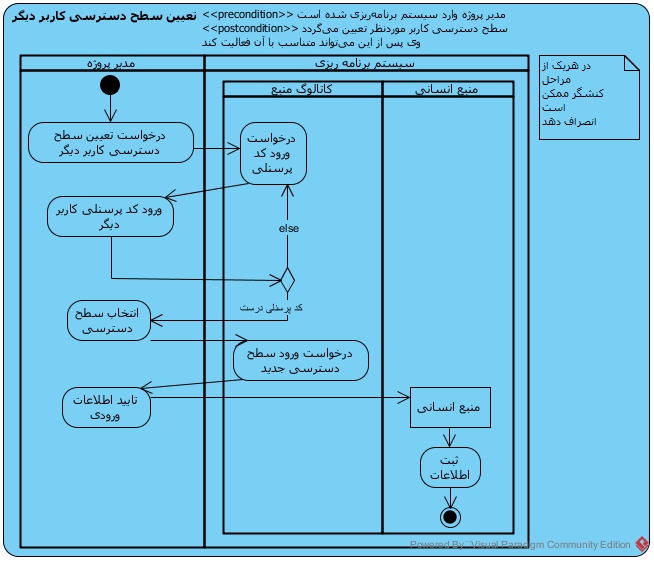 تعیین سطح دسترسی کاربر دیگر
<<precondition>> مدیر پروژه وارد سیستم برنامه‌ریزی شده است
<<postcondition>> سطح دسترسی کاربر موردنظر تعیین می‌گردد
وی پس از این می‌تواند متناسب با آن فعالیت کند
در هریک از
مراحل
کنشگر ممکن
است
انصراف دهد
مدیر پروژه
سیستم برنامه ریزی
کاتالوگ منبع
منبع انسانی
درخواست تعیین سطح
دسترسی کاربر دیگر
درخواست
ورود کد
پرسنلی
ورود کد پرسنلی کاربر
دیگر
else
کد پرسنلی درست
انتخاب سطح
دسترسی
درخواست ورود سطح
دسترسی جدید
تایید اطلاعات
ورودی
منبع انسانی
ثبت
اطلاعات
Powered By Visual Paradigm Community Edition